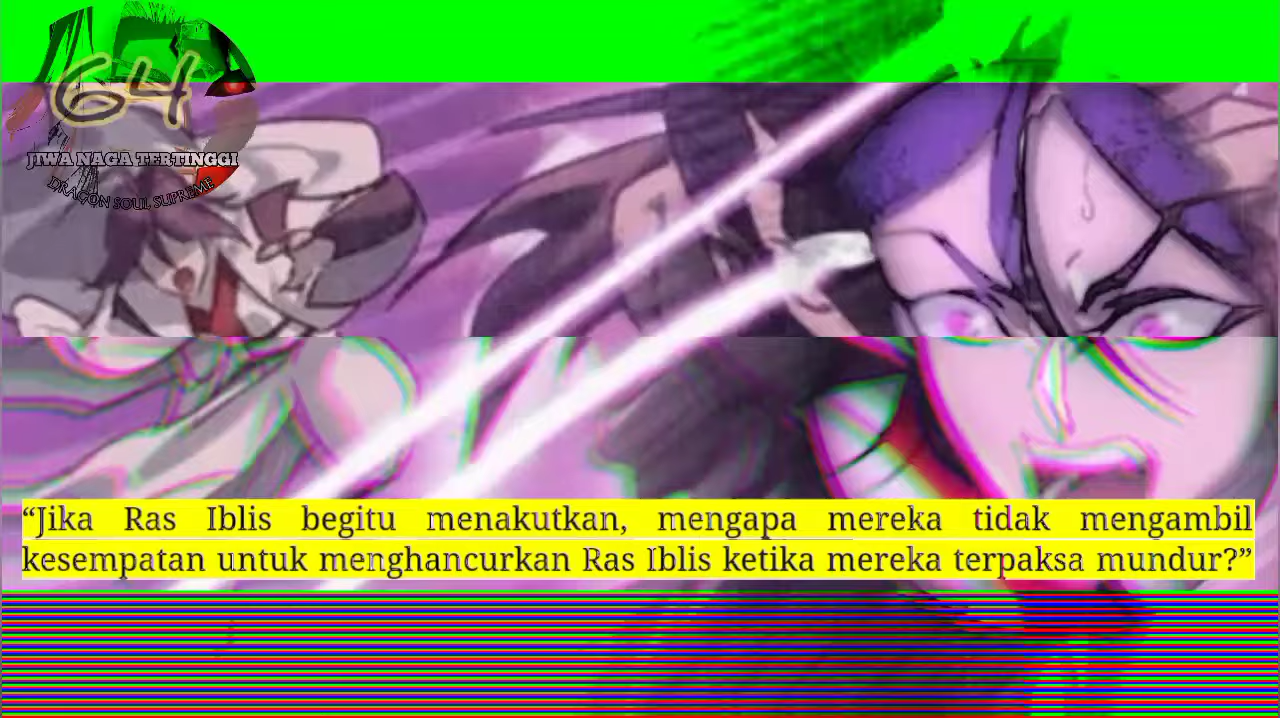 64
JIWA NAGA TERTINGGI
DRAGON SOUL SUPREME
“Jika Ras Iblis begitu menakutkan, mengapa mereka tidak mengambil
kesempatan untuk menghancurkan Ras Iblis ketika mereka terpaksa mundur?”